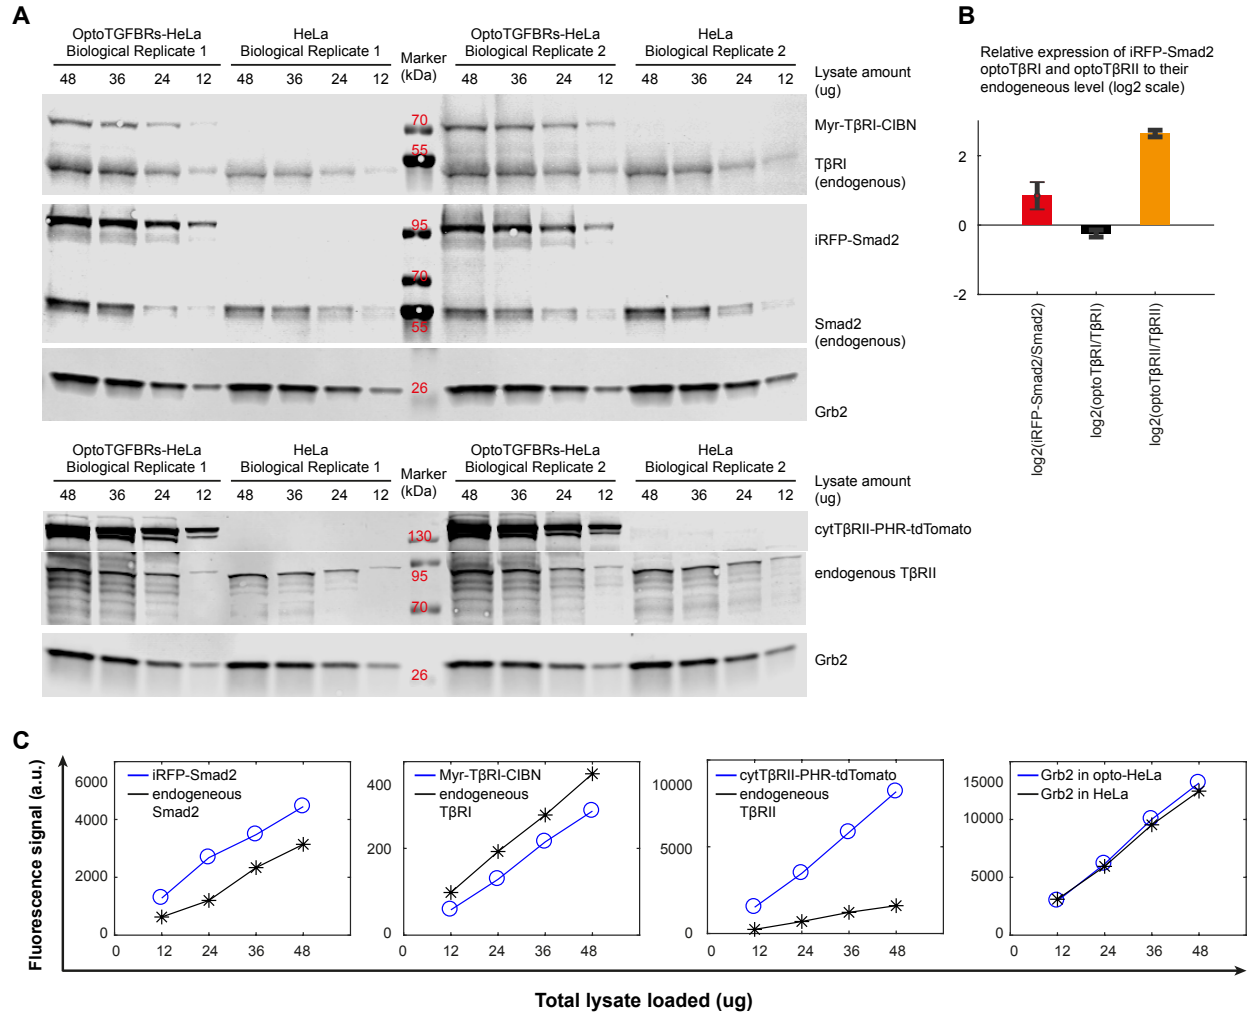 A
OptoTGFBRs-HeLa
Biological Replicate 1
HeLa
Biological Replicate 1
Marker
(kDa)
OptoTGFBRs-HeLa
Biological Replicate 2
HeLa
Biological Replicate 2
48 36 24 12 48 36 24 12 48 36 24 12 48 36 24 12
Lysate amount
(ug)
70
Myr-TβRI-CIBN
55
TβRI
(endogenous)
95
iRFP-Smad2
70
55
Smad2
(endogenous)
26
Grb2
OptoTGFBRs-HeLa
Biological Replicate 1
HeLa
Biological Replicate 1
Marker
(kDa)
OptoTGFBRs-HeLa
Biological Replicate 2
HeLa
Biological Replicate 2
48 36 24 12 48 36 24 12 48 36 24 12 48 36 24 12
Lysate amount
(ug)
130
cytTβRII-PHR-tdTomato
95
endogenous TβRII
70
Grb2
26
B
Relative expression of iRFP-Smad2
optoTβRI and optoTβRII to their
endogeneous level (log2 scale)
2
0
-2
log2(iRFP-Smad2/Smad2)
log2(optoTβRI/TβRI)
log2(optoTβRII/TβRII)
C
Fluorescence signal (a.u.)
iRFP-Smad2
endogeneous
Smad2
6000
4000
2000
0
0 12 24 36 48
Myr-TβRI-CIBN
endogeneous
TβRI
400
200
0
0 12 24 36 48
cytTβRII-PHR-tdTomato
endogeneous
TβRII
10000
5000
0
0 12 24 36 48
Grb2 in opto-HeLa
Grb2 in HeLa
15000
10000
5000
0
0 12 24 36 48
Total lysate loaded (ug)